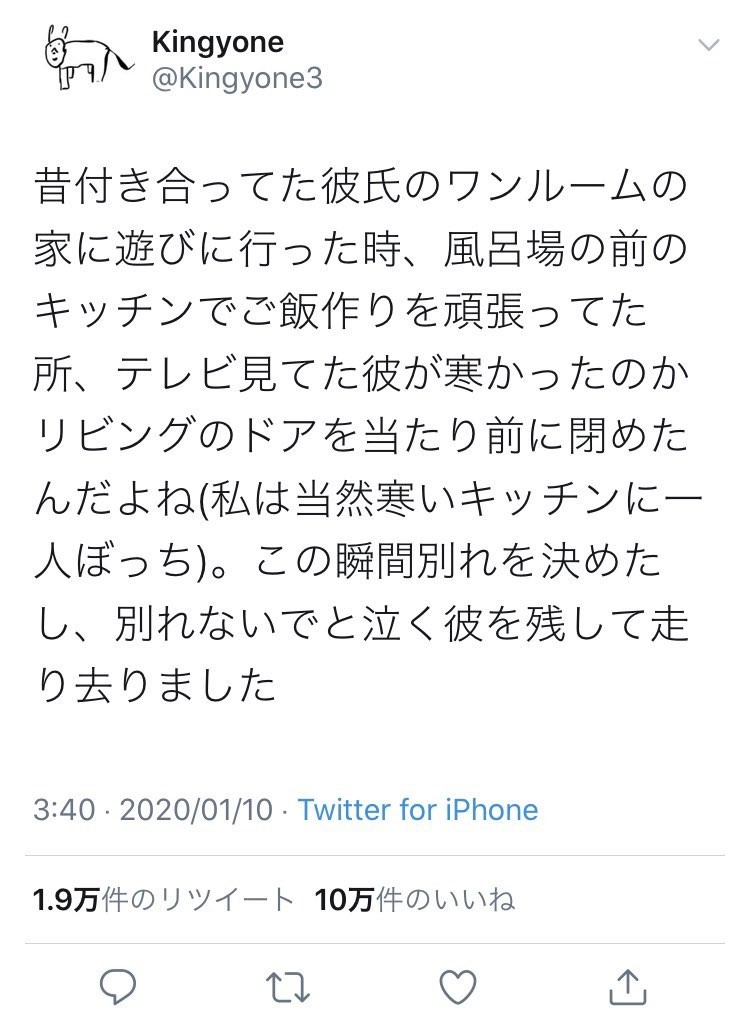 Kingyone
@Kingyone3
昔付き合ってた彼氏のワンルームの
家に遊びに行った時、風呂場の前の
キッチンでご飯作りを頑張ってた
所、テレビ見てた彼が寒かったのか
リビングのドアを当たり前に閉めた
んだよね(私は当然寒いキッチンに一
人ぼっち)。この瞬間別れを決めた
し、別れないでと泣く彼を残して走
り去りました
3:40 · 2020/01/10 · Twitter for iPhone
1.9万件のリツイート 10万件のいいね